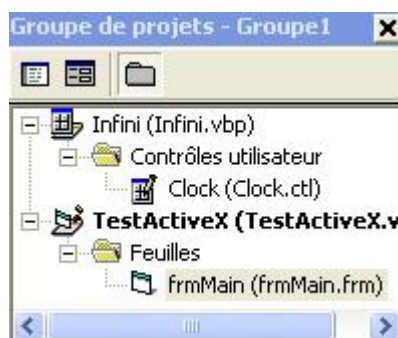 Groupe de projets - Groupe1
Infini (Infini.vbp)
Contrôles utilisateur
Clock (Clock.ctl)
TestActiveX (TestActiveX.v
Feuilles
frmMain (frmMain.frm)